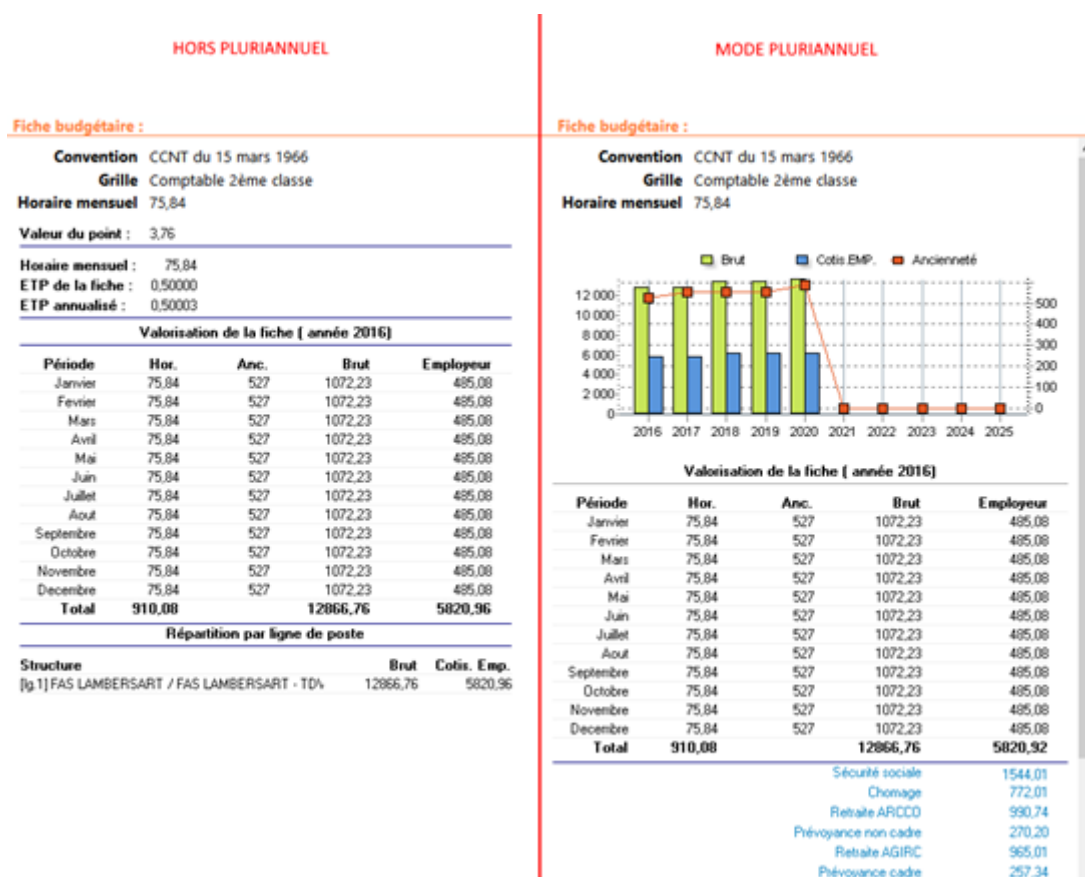 HORS PLURIANNUEL
Fiche budgétaire :
Convention CCNT du 15 mars 1966
Grille Comptable 2ème classe
Horaire mensuel 75,84
Valeur du point : 3,76
Horaire mensuel : 75,84
ETP de la fiche : 0,50000
ETP annualisé : 0,50003
Valorisation de la fiche ( année 2016)
Période Hor. Anc. Brut Employeur
Janvier 75,84 527 1072,23 485,08
Fevrier 75,84 527 1072,23 485,08
Mars 75,84 527 1072,23 485,08
Avril 75,84 527 1072,23 485,08
Mai 75,84 527 1072,23 485,08
Juin 75,84 527 1072,23 485,08
Juillet 75,84 527 1072,23 485,08
Aout 75,84 527 1072,23 485,08
Septembre 75,84 527 1072,23 485,08
Octobre 75,84 527 1072,23 485,08
Novembre 75,84 527 1072,23 485,08
Decembre 75,84 527 1072,23 485,08
Total 910,08 12866,76 5820,96
Répartition par ligne de poste
Structure Brut Cotis. Emp.
[lg.1] FAS LAMBERSART / FAS LAMBERSART - TD 12866,76 5820,96
MODE PLURIANNUEL
Fiche budgétaire :
Convention CCNT du 15 mars 1966
Grille Comptable 2ème classe
Horaire mensuel 75,84
Brut Cotis.EMP. Ancienneté
12 000
10 000
8 000
6 000
4 000
2 000
0
500
400
300
200
100
0
2016 2017 2018 2019 2020 2021 2022 2023 2024 2025
Valorisation de la fiche ( année 2016)
Période Hor. Anc. Brut Employeur
Janvier 75,84 527 1072,23 485,08
Fevrier 75,84 527 1072,23 485,08
Mars 75,84 527 1072,23 485,08
Avril 75,84 527 1072,23 485,08
Mai 75,84 527 1072,23 485,08
Juin 75,84 527 1072,23 485,08
Juillet 75,84 527 1072,23 485,08
Aout 75,84 527 1072,23 485,08
Septembre 75,84 527 1072,23 485,08
Octobre 75,84 527 1072,23 485,08
Novembre 75,84 527 1072,23 485,08
Decembre 75,84 527 1072,23 485,08
Total 910,08 12866,76 5820,92
Sécurité sociale 1544,01
Chomage 772,01
Retraite ARCCO 990,74
Prévoyance non cadre 270,20
Retraite AGIRC 965,01
Prévoyance cadre 257,34